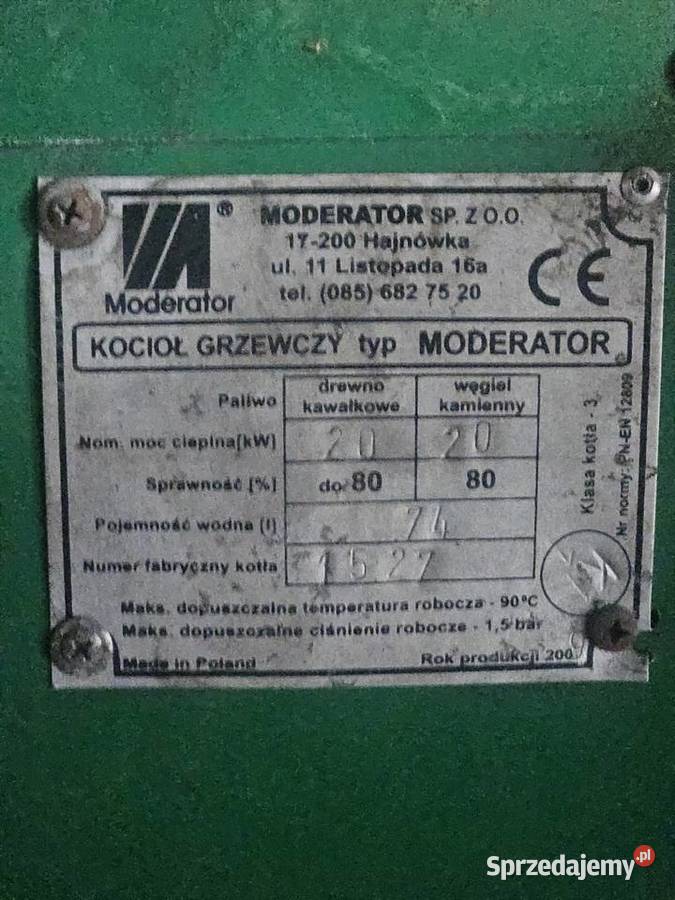 MODERATOR SP. Z O.O.
17-200 Hajnówka
ul. 11 Listopada 16a
tel. (085) 682 75 20
®
Moderator
CE
KOCIOŁ GRZEWCZY typ MODERATOR
Paliwo drewno kawałkowe węgiel kamienny
Nom. moc cieplna[kW] 20 20
Sprawność [%] do 80 80
Pojemność wodna (l) 74
Numer fabryczny kotła 1527
Klasa kotła - 3
Nr normy: PN-EN 12809
Maks. dopuszczalna temperatura robocza - 90°C
Maks. dopuszczalne ciśnienie robocze - 1,5 bar
Made in Poland Rok produkcji 2009
Sprzedajemy.pl